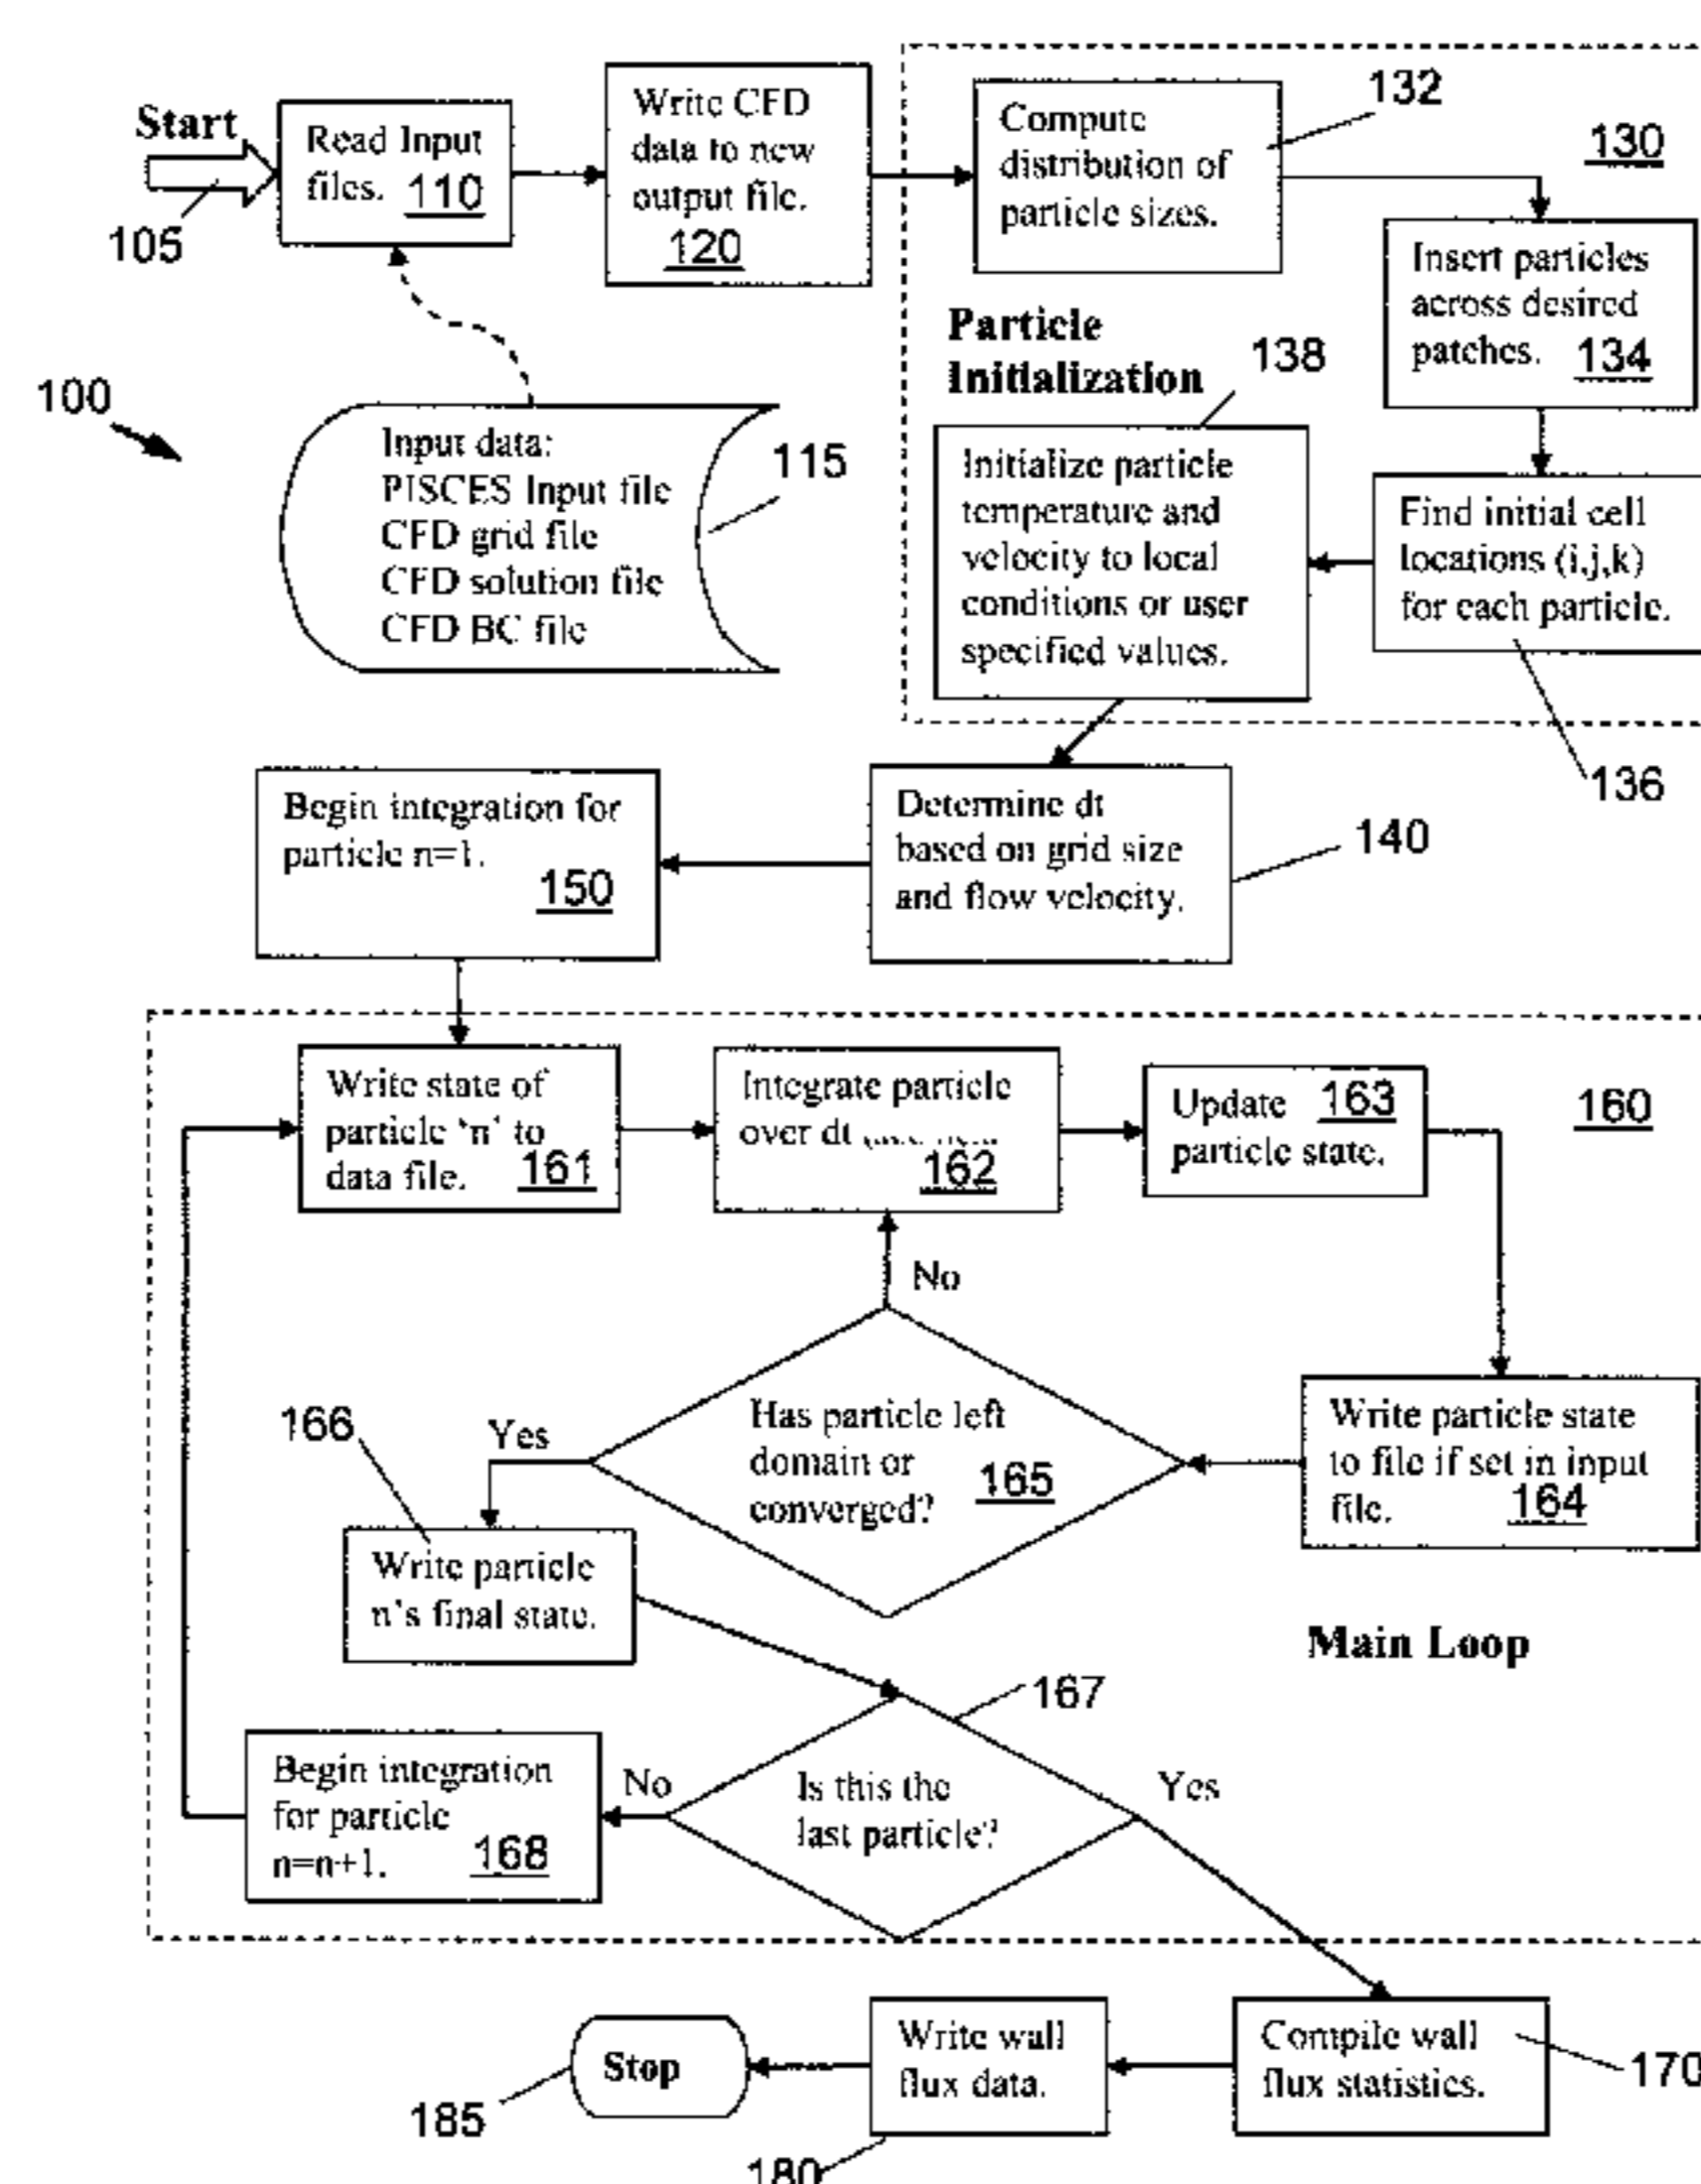 Start
105
Read Input
files. 110
Write CFD
data to new
output file.
120
Compute
distribution of
particle sizes.
132
130
Insert particles
across desired
patches. 134
Particle
Initialization
138
100
Input data:
PISCES Input file
CFD grid file
CFD solution file
CFD BC file
115
Initialize particle
temperature and
velocity to local
conditions or user
specified values.
Find initial cell
locations (i,j,k)
for each particle.
136
Begin integration for
particle n=1.
150
Determine dt
based on grid size
and flow velocity.
140
Write state of
particle ‘n’ to
data file. 161
Integrate particle
over dt
162
Update 163
particle state.
160
No
Has particle left
domain or
converged? 165
Yes
166
Write particle state
to file if set in input
file. 164
Write particle
n's final state.
Main Loop
167
Begin integration
for particle
n=n+1. 168
No
Is this the
last particle?
Yes
Stop
185
Write wall
flux data.
180
Compile wall
flux statistics.
170